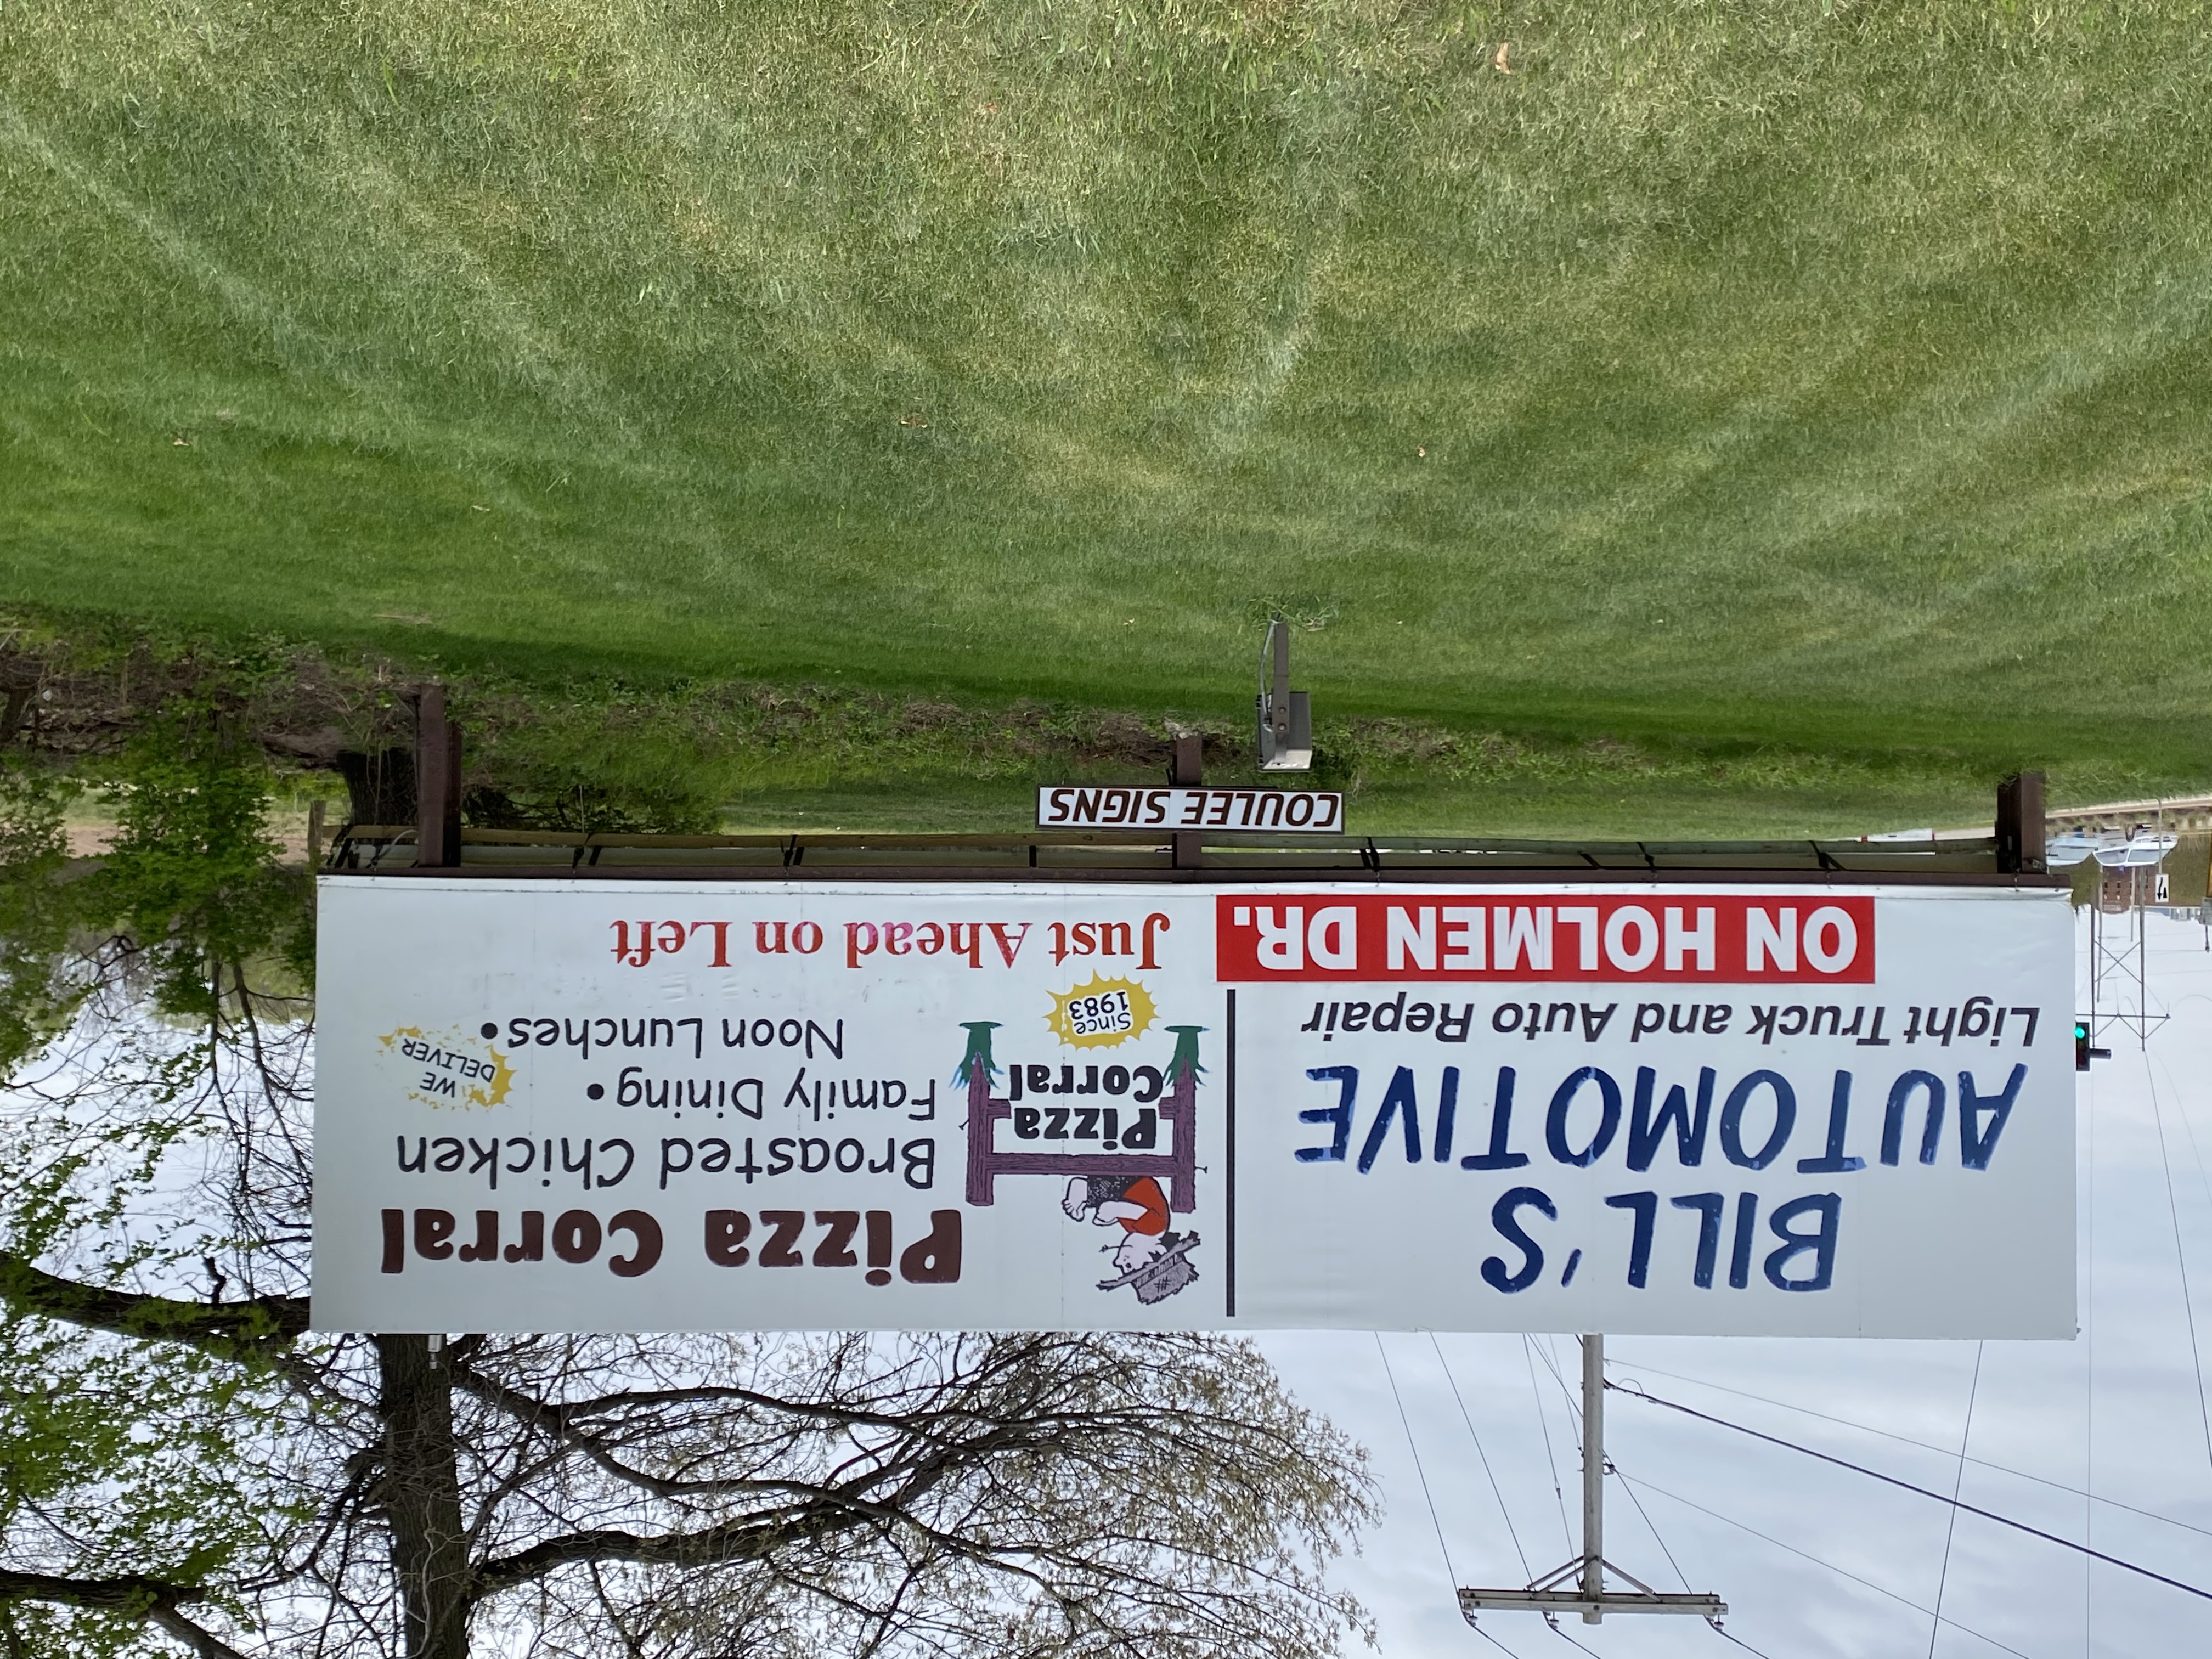 BILL'S
AUTOMOTIVE
Light Truck and Auto Repair
ON HOLMEN DR.
Pizza Corral
Broasted Chicken
Family Dining •
Noon Lunches •
WE
DELIVER
Pizza
Corral
Since
1983
Just Ahead on Left
COULEE SIGNS